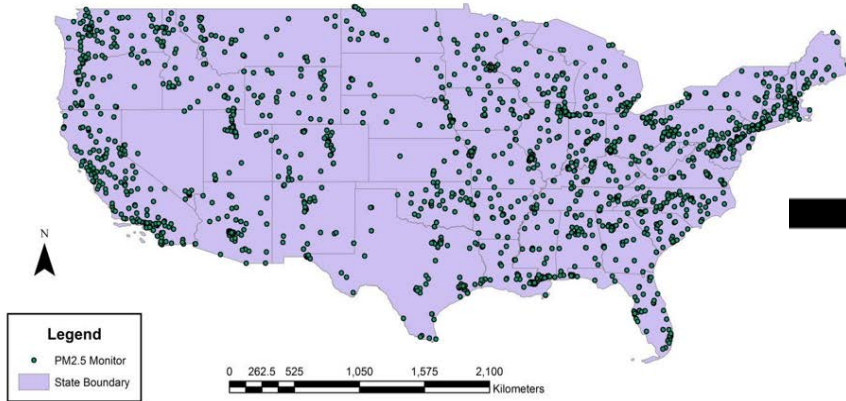 N
Legend
PM2.5 Monitor
State Boundary
0 262.5 525 1,050 1,575 2,100
Kilometers